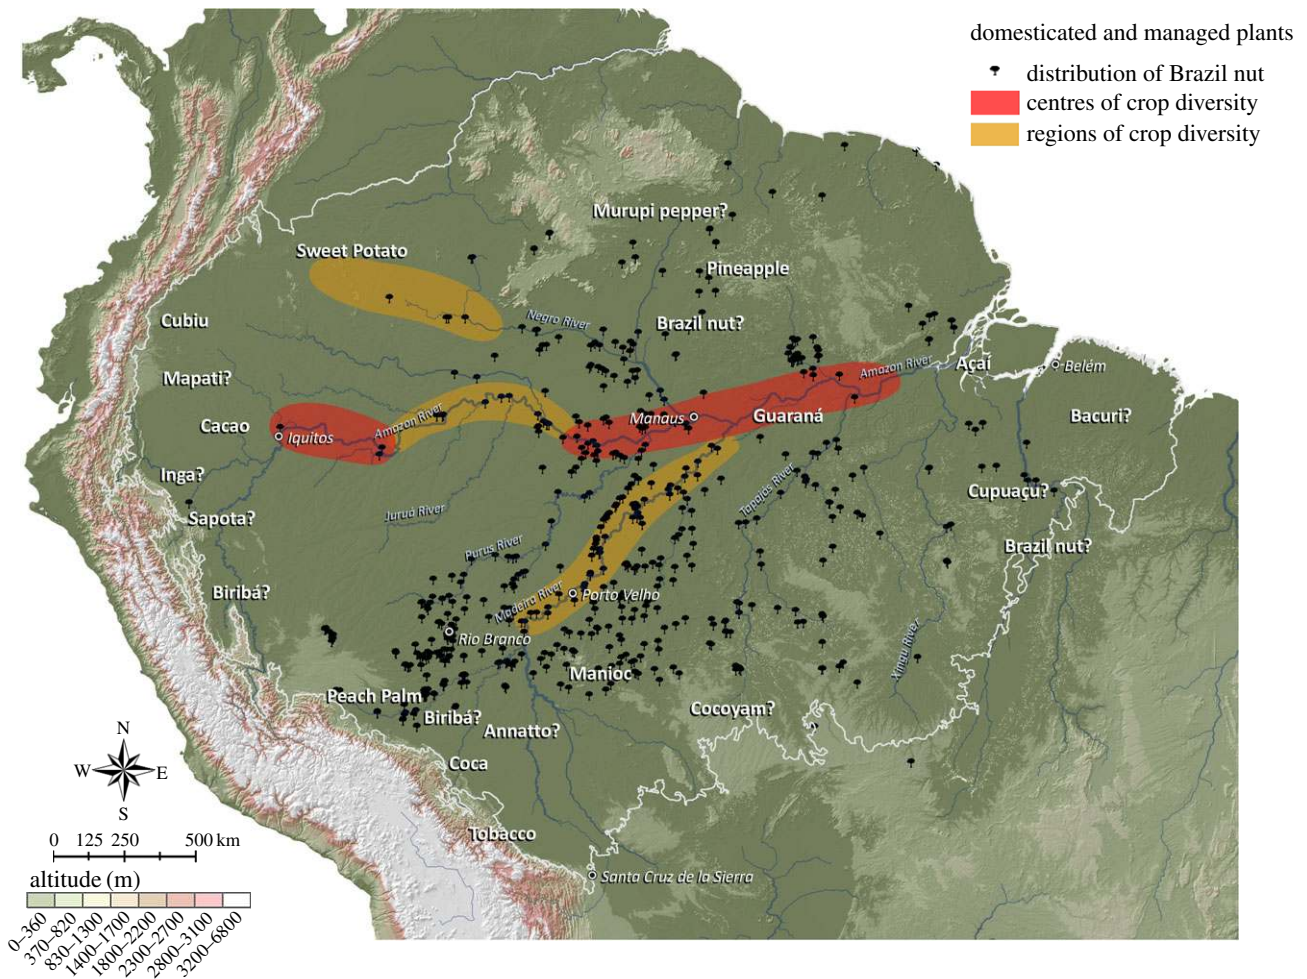 domesticated and managed plants
distribution of Brazil nut
centres of crop diversity
regions of crop diversity
Murupi pepper?
Sweet Potato
Pineapple
Cubiu
Negro River
Brazil nut?
Mapati?
Amazon River
Açaí
Belém
Cacao
Iquitos
Amazon River
Manaus
Guaraná
Bacuri?
Inga?
Tapajós River
Cupuaçu?
Sapota?
Juruá River
Purus River
Brazil nut?
Biribá?
Madeira River
Porto Velho
Rio Branco
Xingu River
Manioc
Peach Palm
Biribá?
Cocoyam?
Annatto?
Coca
Tobacco
Santa Cruz de la Sierra
N
W E
S
0 125 250 500 km
altitude (m)
0–360
370–820
830–1300
1400–1700
1800–2200
2300–2700
2800–3100
3200–6800